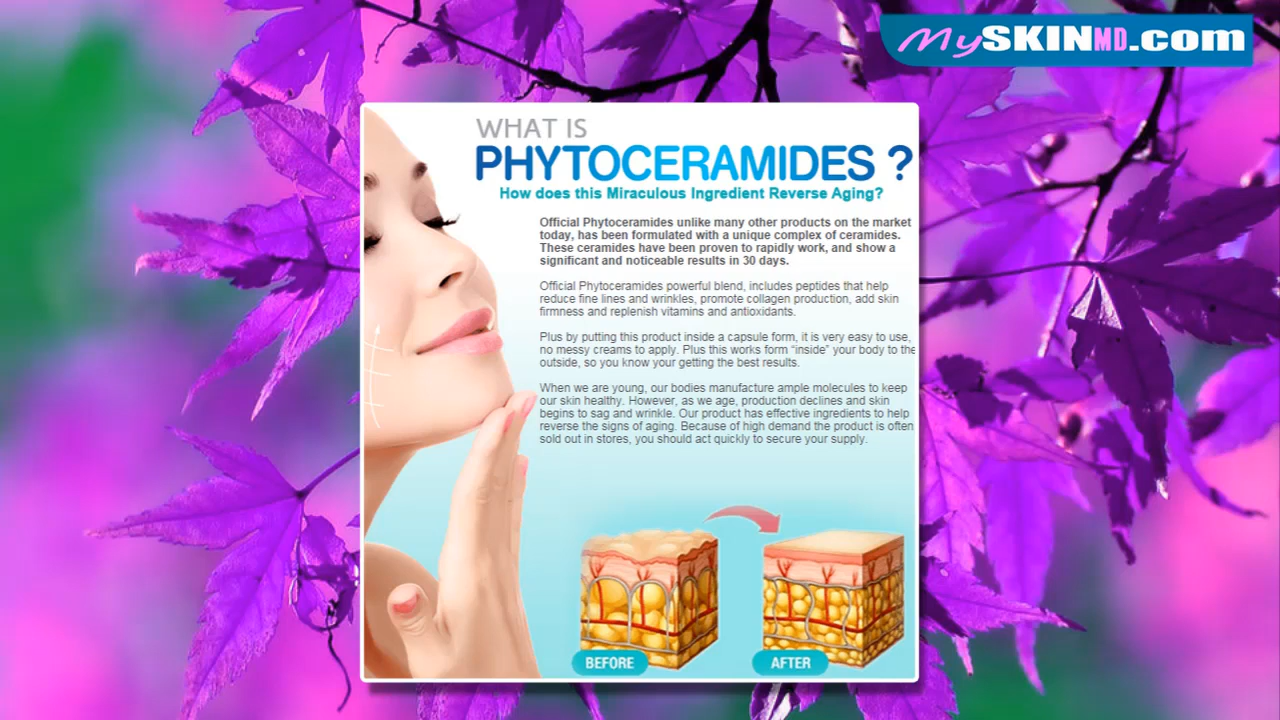 MySKINMD.com
WHAT IS
PHYTOCERAMIDES ?
How does this Miraculous Ingredient Reverse Aging?
Official Phytoceramides unlike many other products on the market
today, has been formulated with a unique complex of ceramides.
These ceramides have been proven to rapidly work, and show a
significant and noticeable results in 30 days.
Official Phytoceramides powerful blend, includes peptides that help
reduce fine lines and wrinkles, promote collagen production, add skin
firmness and replenish vitamins and antioxidants.
Plus by putting this product inside a capsule form, it is very easy to use,
no messy creams to apply. Plus this works form “inside” your body to the
outside, so you know your getting the best results.
When we are young, our bodies manufacture ample molecules to keep
our skin healthy. However, as we age, production declines and skin
begins to sag and wrinkle. Our product has effective ingredients to help
reverse the signs of aging. Because of high demand the product is often
sold out in stores, you should act quickly to secure your supply.
BEFORE
AFTER